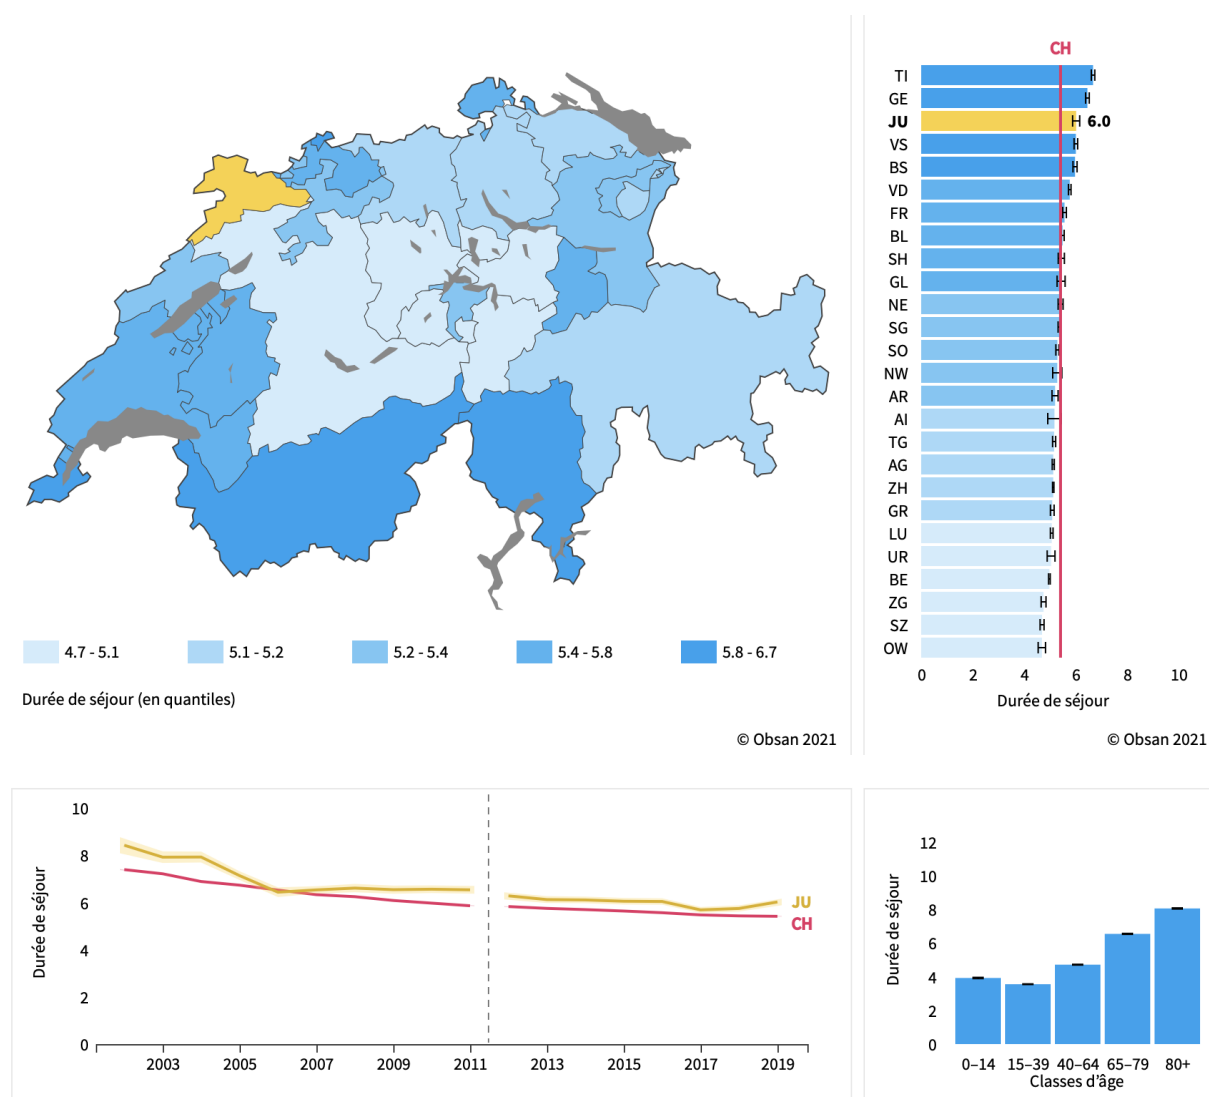 CH
TI
GE
JU 6.0
VS
BS
VD
FR
BL
SH
GL
NE
SG
SO
NW
AR
AI
TG
AG
ZH
GR
LU
UR
BE
ZG
SZ
OW
0 2 4 6 8 10
Durée de séjour
© Obsan 2021
4.7 - 5.1 5.1 - 5.2 5.2 - 5.4 5.4 - 5.8 5.8 - 6.7
Durée de séjour (en quantiles)
© Obsan 2021
10
8
6
4
2
0
Durée de séjour
JU
CH
2003 2005 2007 2009 2011 2013 2015 2017 2019
12
10
8
6
4
2
0
Durée de séjour
0–14 15–39 40–64 65–79 80+
Classes d’âge